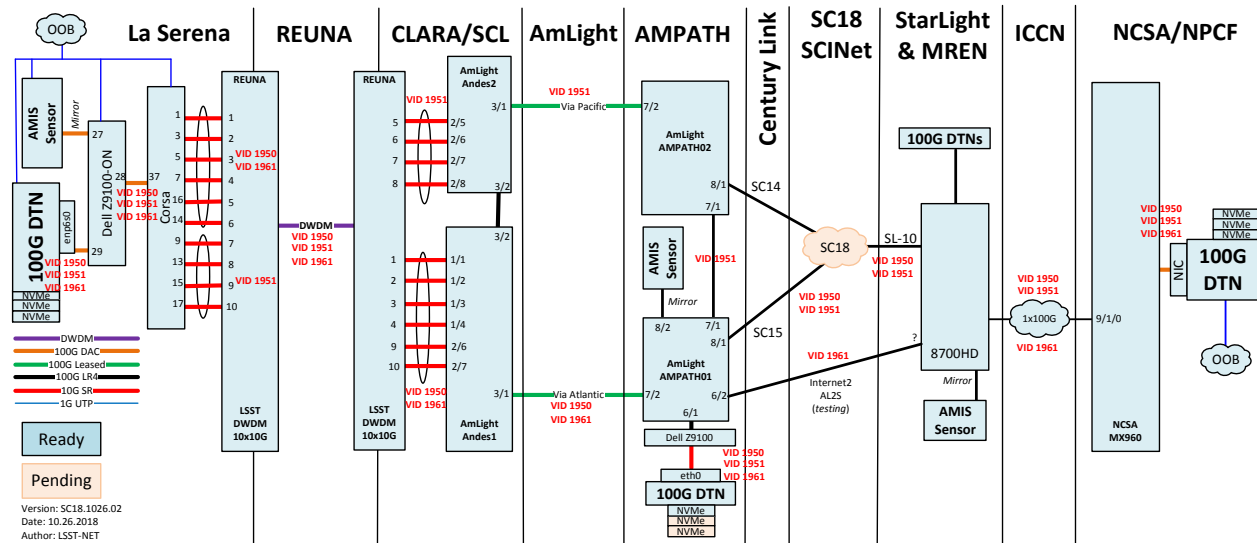 La Serena
REUNA
CLARA/SCL
AmLight
AMPATH
Century Link
SC18
SCINet
StarLight
& MREN
ICCN
NCSA/NPCF
OOB
AMIS
Sensor
Mirror
27
28
29
Dell Z9100-ON
100G DTN
enp6s0
NVMe
NVMe
NVMe
VID 1950
VID 1951
VID 1961
VID 1950
VID 1951
VID 1961
37
Corsa
1
3
5
7
16
14
9
13
15
17
REUNA
1
2
3
4
5
6
7
8
9
10
VID 1950
VID 1961
VID 1951
LSST
DWDM
10x10G
DWDM
VID 1950
VID 1951
VID 1961
REUNA
5
6
7
8
1
2
3
4
9
10
LSST
DWDM
10x10G
VID 1951
VID 1950
VID 1961
AmLight
Andes2
3/1
2/5
2/6
2/7
2/8
3/2
3/2
1/1
1/2
1/3
1/4
2/6
2/7
3/1
AmLight
Andes1
VID 1951
Via Pacific
Via Atlantic
VID 1950
VID 1961
7/2
AmLight
AMPATH02
8/1
7/1
VID 1951
AMIS
Sensor
Mirror
8/2
7/1
8/1
AmLight
AMPATH01
7/2
6/2
6/1
Dell Z9100
VID 1950
VID 1951
VID 1961
eth0
100G DTN
NVMe
NVMe
NVMe
SC14
SC15
SC18
VID 1950
VID 1951
VID 1961
Internet2
AL2S
(testing)
SL-10
VID 1950
VID 1951
100G DTNs
?
8700HD
Mirror
AMIS
Sensor
VID 1950
VID 1951
1x100G
VID 1961
9/1/0
NCSA
MX960
VID 1950
VID 1951
VID 1961
NIC
NVMe
NVMe
NVMe
100G
DTN
OOB
DWDM
100G DAC
100G Leased
100G LR4
10G SR
1G UTP
Ready
Pending
Version: SC18.1026.02
Date: 10.26.2018
Author: LSST-NET